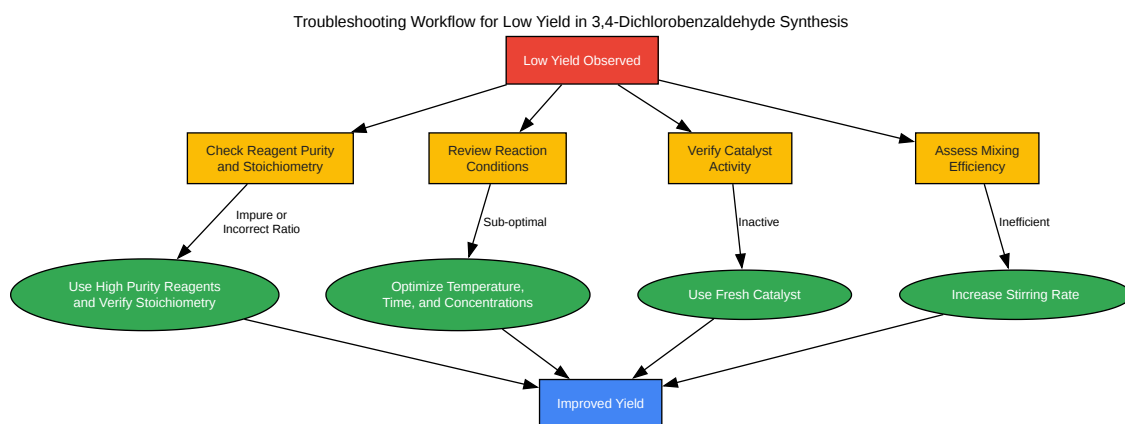 Troubleshooting Workflow for Low Yield in 3,4-Dichlorobenzaldehyde Synthesis
Low Yield Observed
Check Reagent Purity
and Stoichiometry
Review Reaction
Conditions
Verify Catalyst
Activity
Assess Mixing
Efficiency
Impure or
Incorrect Ratio
Sub-optimal
Inactive
Inefficient
Use High Purity Reagents
and Verify Stoichiometry
Optimize Temperature,
Time, and Concentrations
Use Fresh Catalyst
Increase Stirring Rate
Improved Yield